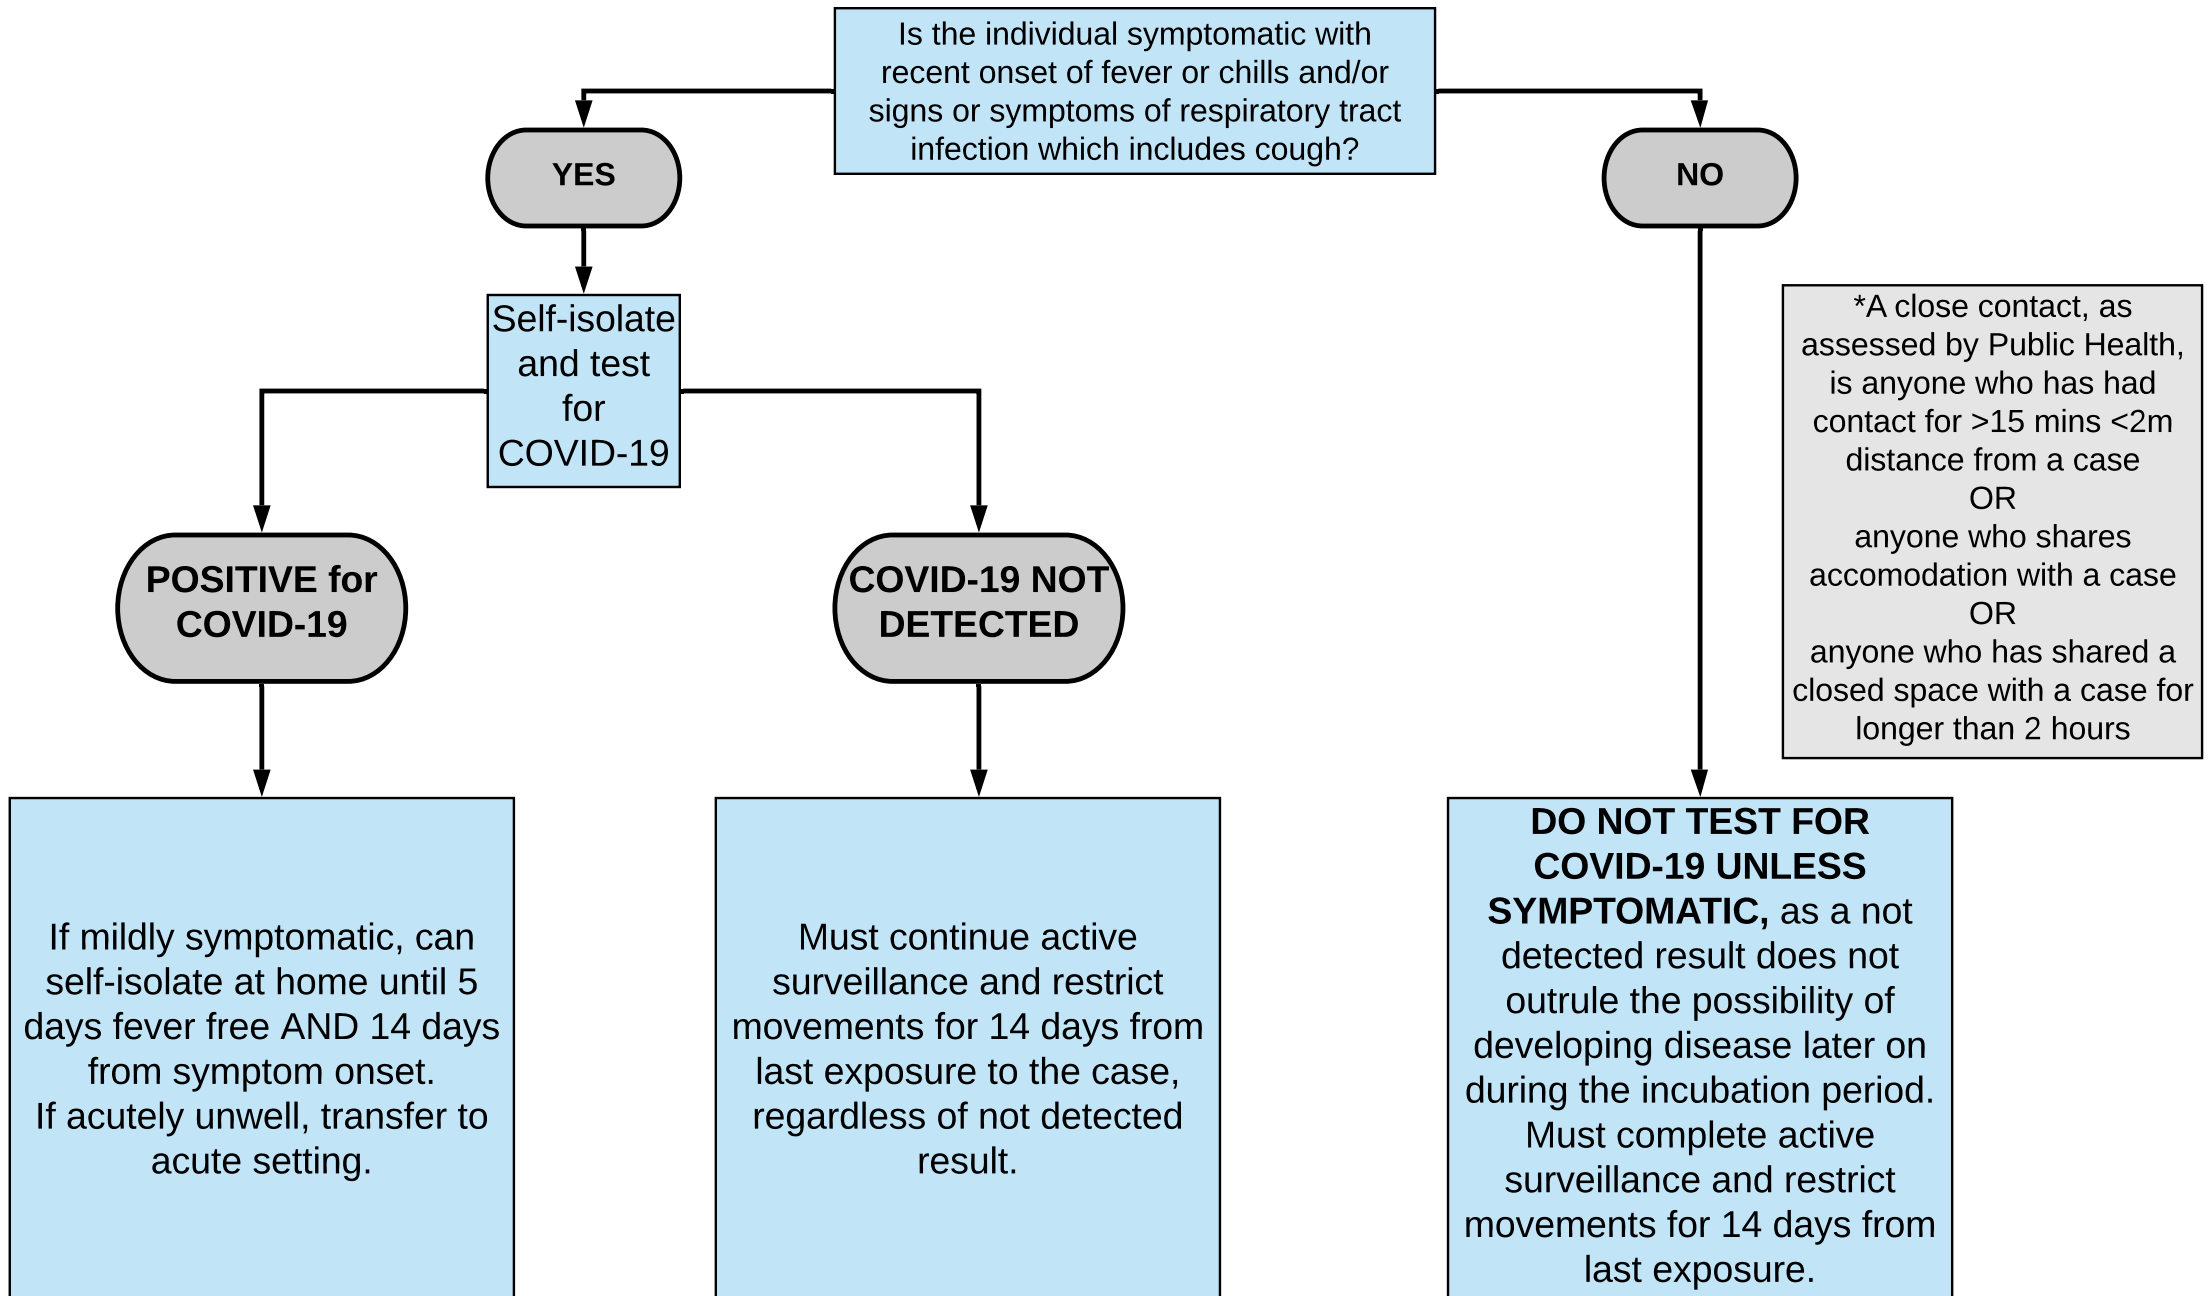 Is the individual symptomatic with
recent onset of fever or chills and/or
signs or symptoms of respiratory tract
infection which includes cough?
YES
NO
Self-isolate
and test
for
COVID-19
*A close contact, as
assessed by Public Health,
is anyone who has had
contact for >15 mins <2m
distance from a case
OR
anyone who shares
accomodation with a case
OR
anyone who has shared a
closed space with a case for
longer than 2 hours
POSITIVE for
COVID-19
COVID-19 NOT
DETECTED
If mildly symptomatic, can
self-isolate at home until 5
days fever free AND 14 days
from symptom onset.
If acutely unwell, transfer to
acute setting.
Must continue active
surveillance and restrict
movements for 14 days from
last exposure to the case,
regardless of not detected
result.
DO NOT TEST FOR
COVID-19 UNLESS
SYMPTOMATIC, as a not
detected result does not
outrule the possibility of
developing disease later on
during the incubation period.
Must complete active
surveillance and restrict
movements for 14 days from
last exposure.